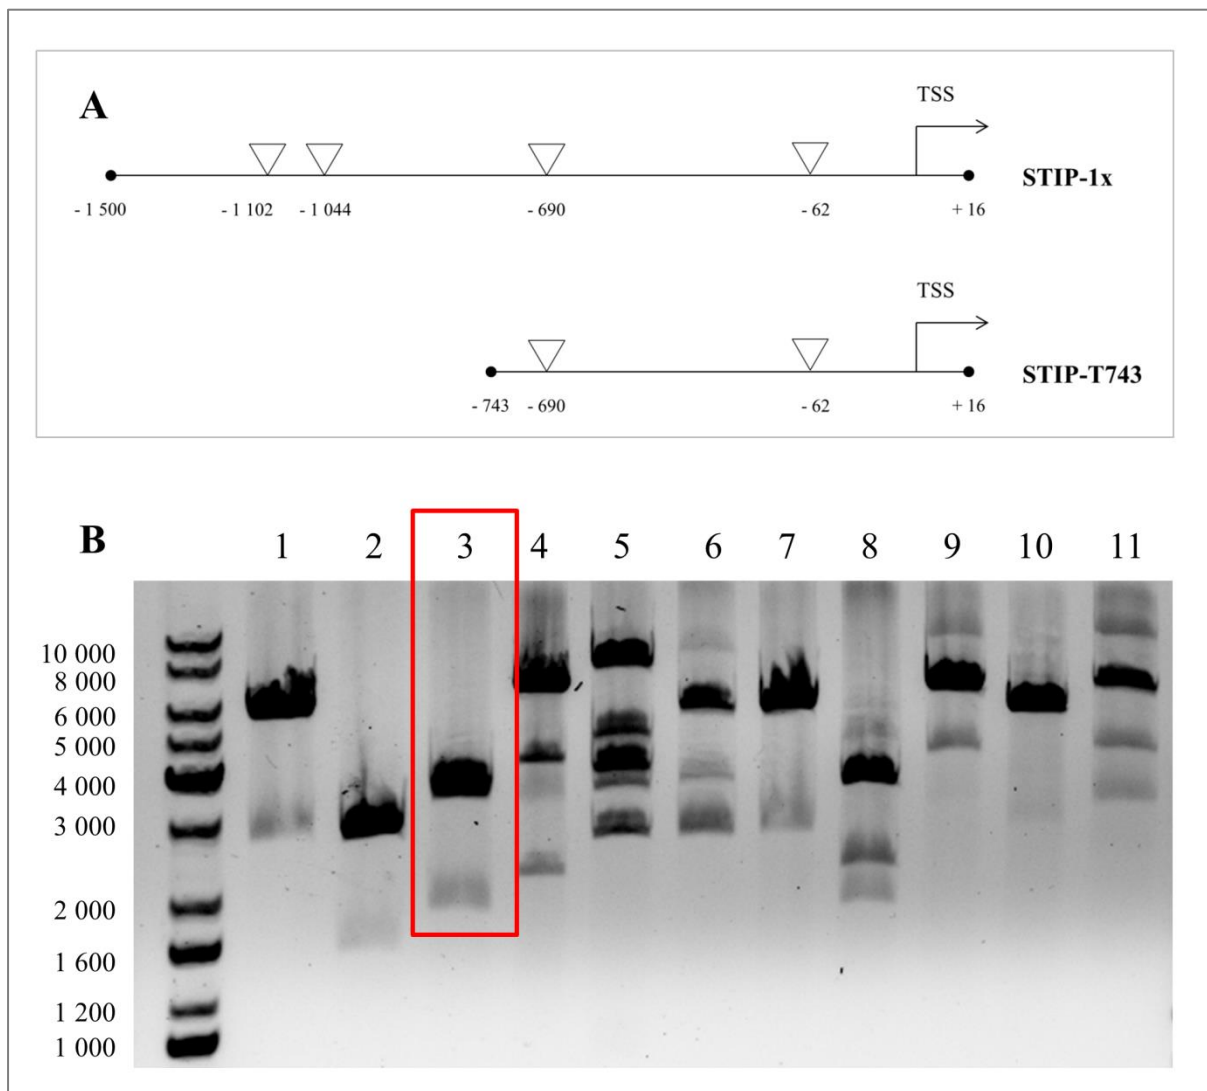 A
TSS
STIP-1x
- 1 500
- 1 102
- 1 044
- 690
- 62
+ 16
TSS
STIP-T743
- 743
- 690
- 62
+ 16
B
1 2 3 4 5 6 7 8 9 10 11
10 000
8 000
6 000
5 000
4 000
3 000
2 000
1 600
1 200
1 000